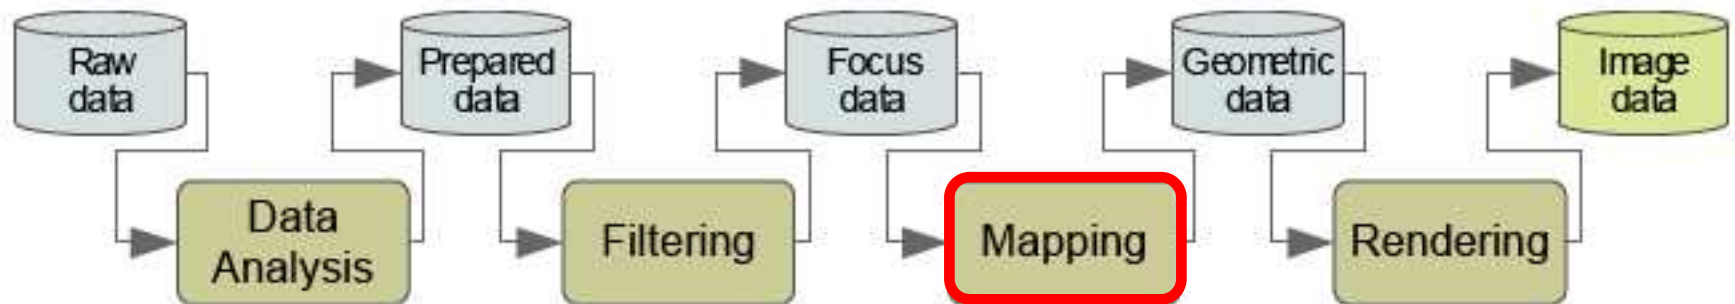 Raw
data
Prepared
data
Focus
data
Geometric
data
Image
data
Data
Analysis
Filtering
Mapping
Rendering